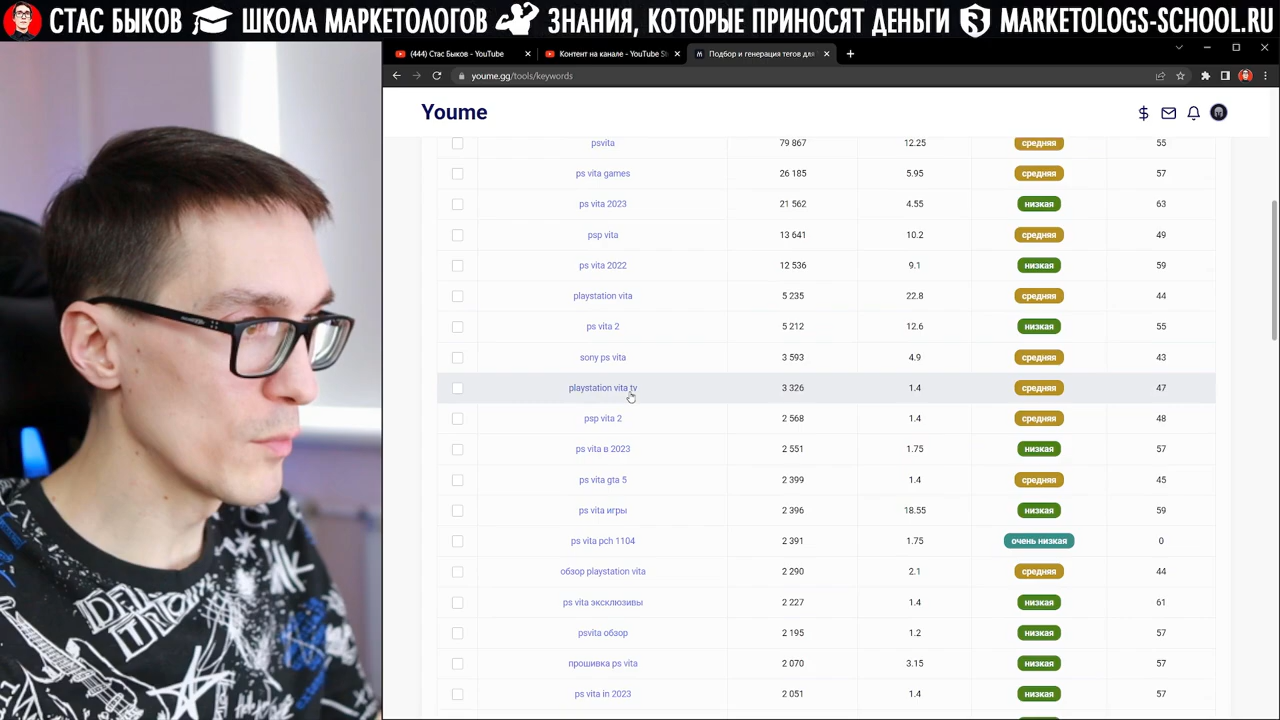 СТАС БЫКОВ ШКОЛА МАРКЕТОЛОГОВ ЗНАНИЯ, КОТОРЫЕ ПРИНОСЯТ ДЕНЬГИ MARKETOLOGS-SCHOOL.RU
(444) Стас Быков - YouTube Контент на канале - YouTube St Подбор и генерация тегов для
youme.gg/tools/keywords
Youme
psvita 79 867 12.25 средняя 55
ps vita games 26 185 5.95 средняя 57
ps vita 2023 21 562 4.55 низкая 63
psp vita 13 641 10.2 средняя 49
ps vita 2022 12 536 9.1 низкая 59
playstation vita 5 235 22.8 средняя 44
ps vita 2 5 212 12.6 низкая 55
sony ps vita 3 593 4.9 средняя 43
playstation vita tv 3 326 1.4 средняя 47
psp vita 2 2 568 1.4 средняя 48
ps vita в 2023 2 551 1.75 низкая 57
ps vita gta 5 2 399 1.4 средняя 45
ps vita игры 2 396 18.55 низкая 59
ps vita pch 1104 2 391 1.75 очень низкая 0
обзор playstation vita 2 290 2.1 средняя 44
ps vita эксклюзивы 2 227 1.4 низкая 61
psvita обзор 2 195 1.2 низкая 57
прошивка ps vita 2 070 3.15 низкая 57
ps vita in 2023 2 051 1.4 низкая 57